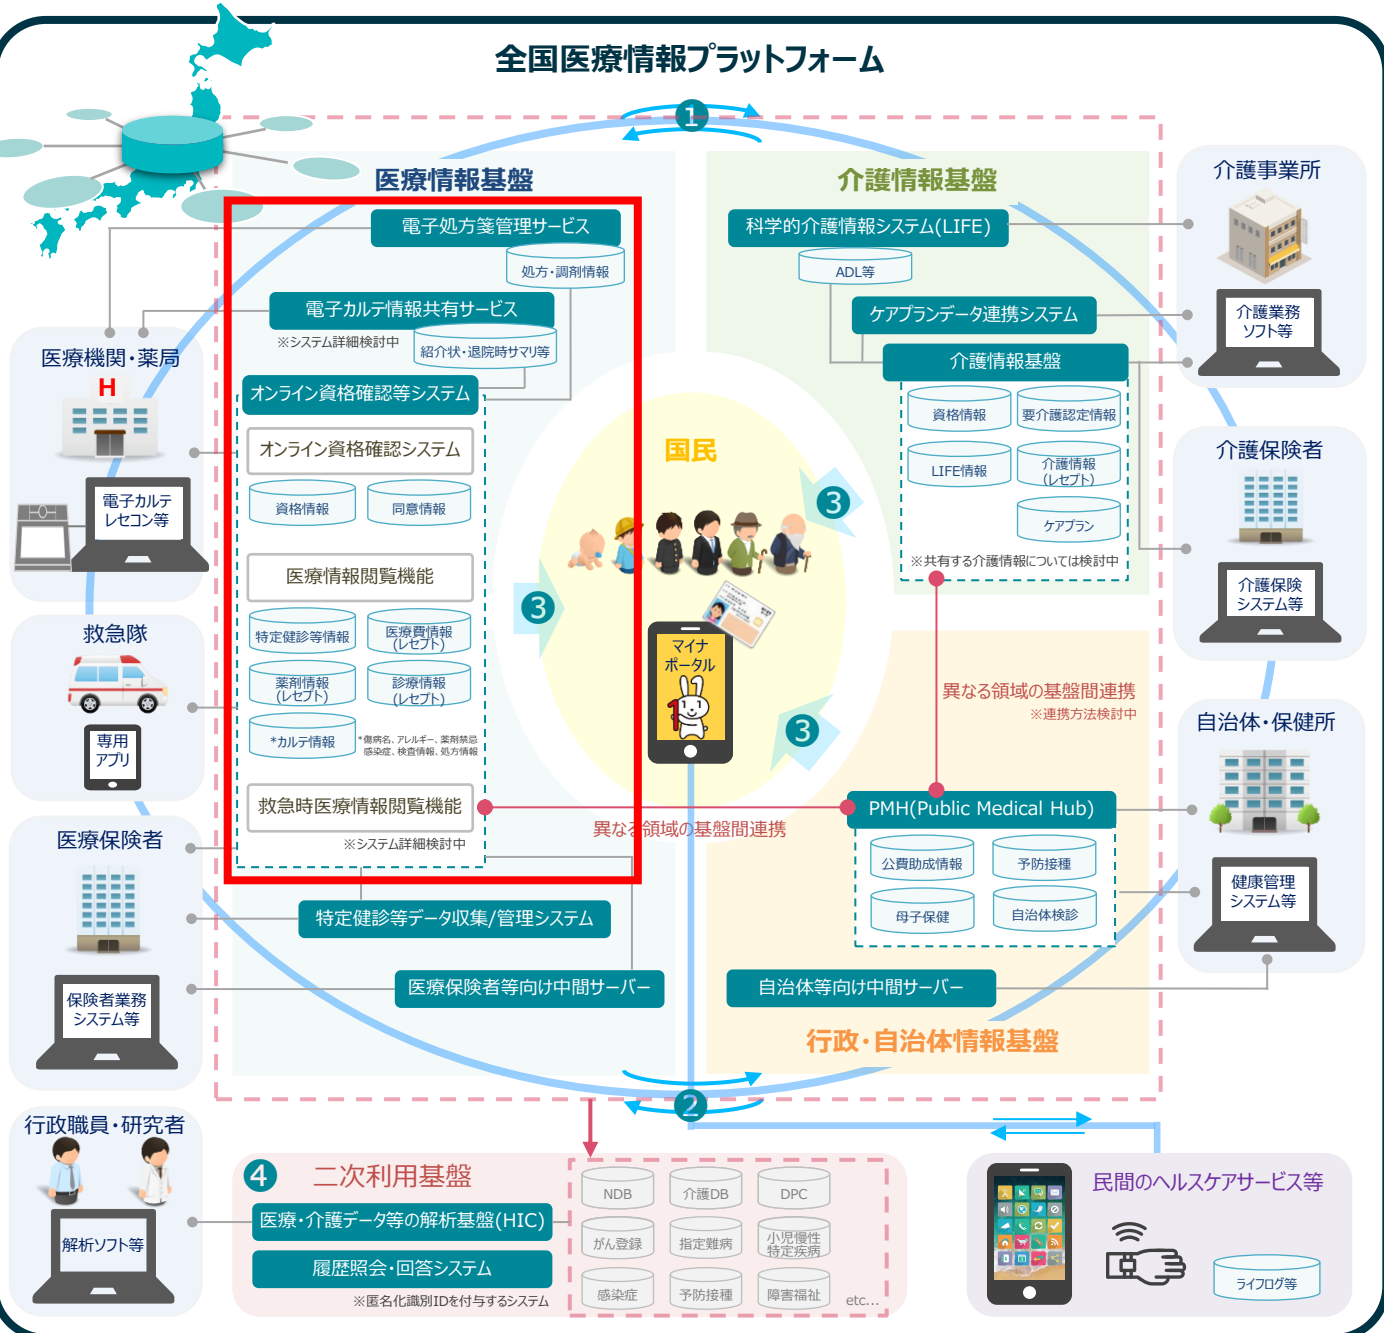 全国医療情報プラットフォーム
1
医療情報基盤
電子処方箋管理サービス
処方・調剤情報
電子カルテ情報共有サービス
※システム詳細検討中
紹介状・退院時サマリ等
オンライン資格確認等システム
オンライン資格確認システム
資格情報
同意情報
医療情報閲覧機能
特定健診等情報
医療費情報
(レセプト)
薬剤情報
(レセプト)
診療情報
(レセプト)
*カルテ情報
*傷病名、アレルギー、薬剤禁忌
感染症、検査情報、処方情報
救急時医療情報閲覧機能
※システム詳細検討中
特定健診等データ収集/管理システム
医療保険者等向け中間サーバー
介護情報基盤
科学的介護情報システム(LIFE)
ADL等
ケアプランデータ連携システム
介護情報基盤
資格情報
要介護認定情報
LIFE情報
介護情報
(レセプト)
ケアプラン
※共有する介護情報については検討中
国民
3
3
3
マイナ
ポータル
1
異なる領域の基盤間連携
※連携方法検討中
異なる領域の基盤間連携
PMH(Public Medical Hub)
公費助成情報
予防接種
母子保健
自治体検診
自治体等向け中間サーバー
行政・自治体情報基盤
2
医療機関・薬局
H
電子カルテ
レセコン等
救急隊
専用
アプリ
医療保険者
保険者業務
システム等
行政職員・研究者
解析ソフト等
介護事業所
介護業務
ソフト等
介護保険者
介護保険
システム等
自治体・保健所
健康管理
システム等
4
二次利用基盤
医療・介護データ等の解析基盤(HIC)
履歴照会・回答システム
※匿名化識別IDを付与するシステム
NDB
介護DB
DPC
がん登録
指定難病
小児慢性
特定疾病
感染症
予防接種
障害福祉
etc...
民間のヘルスケアサービス等
ライフログ等